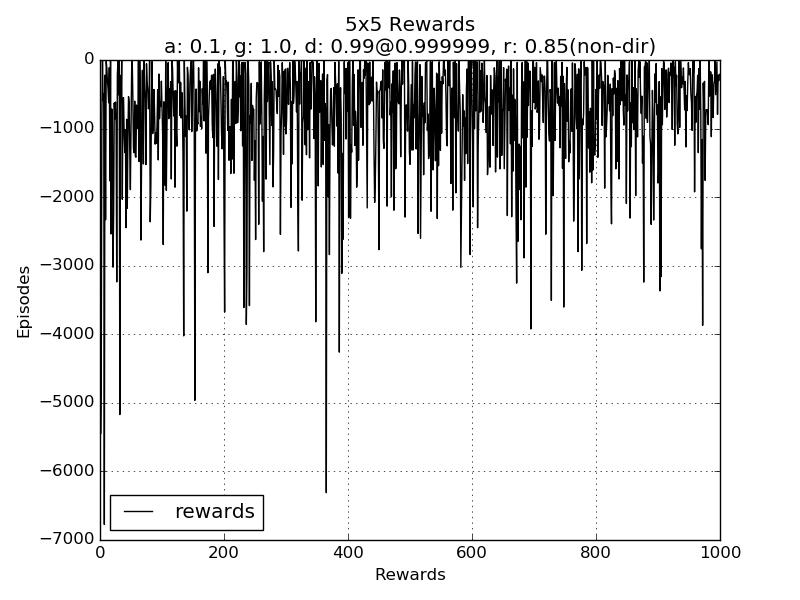 5x5 Rewards
a: 0.1, g: 1.0, d: 0.99@0.999999, r: 0.85(non-dir)
0
−1000
−2000
−3000
−4000
−5000
−6000
−7000
Episodes
rewards
0 200 400 600 800 1000
Rewards